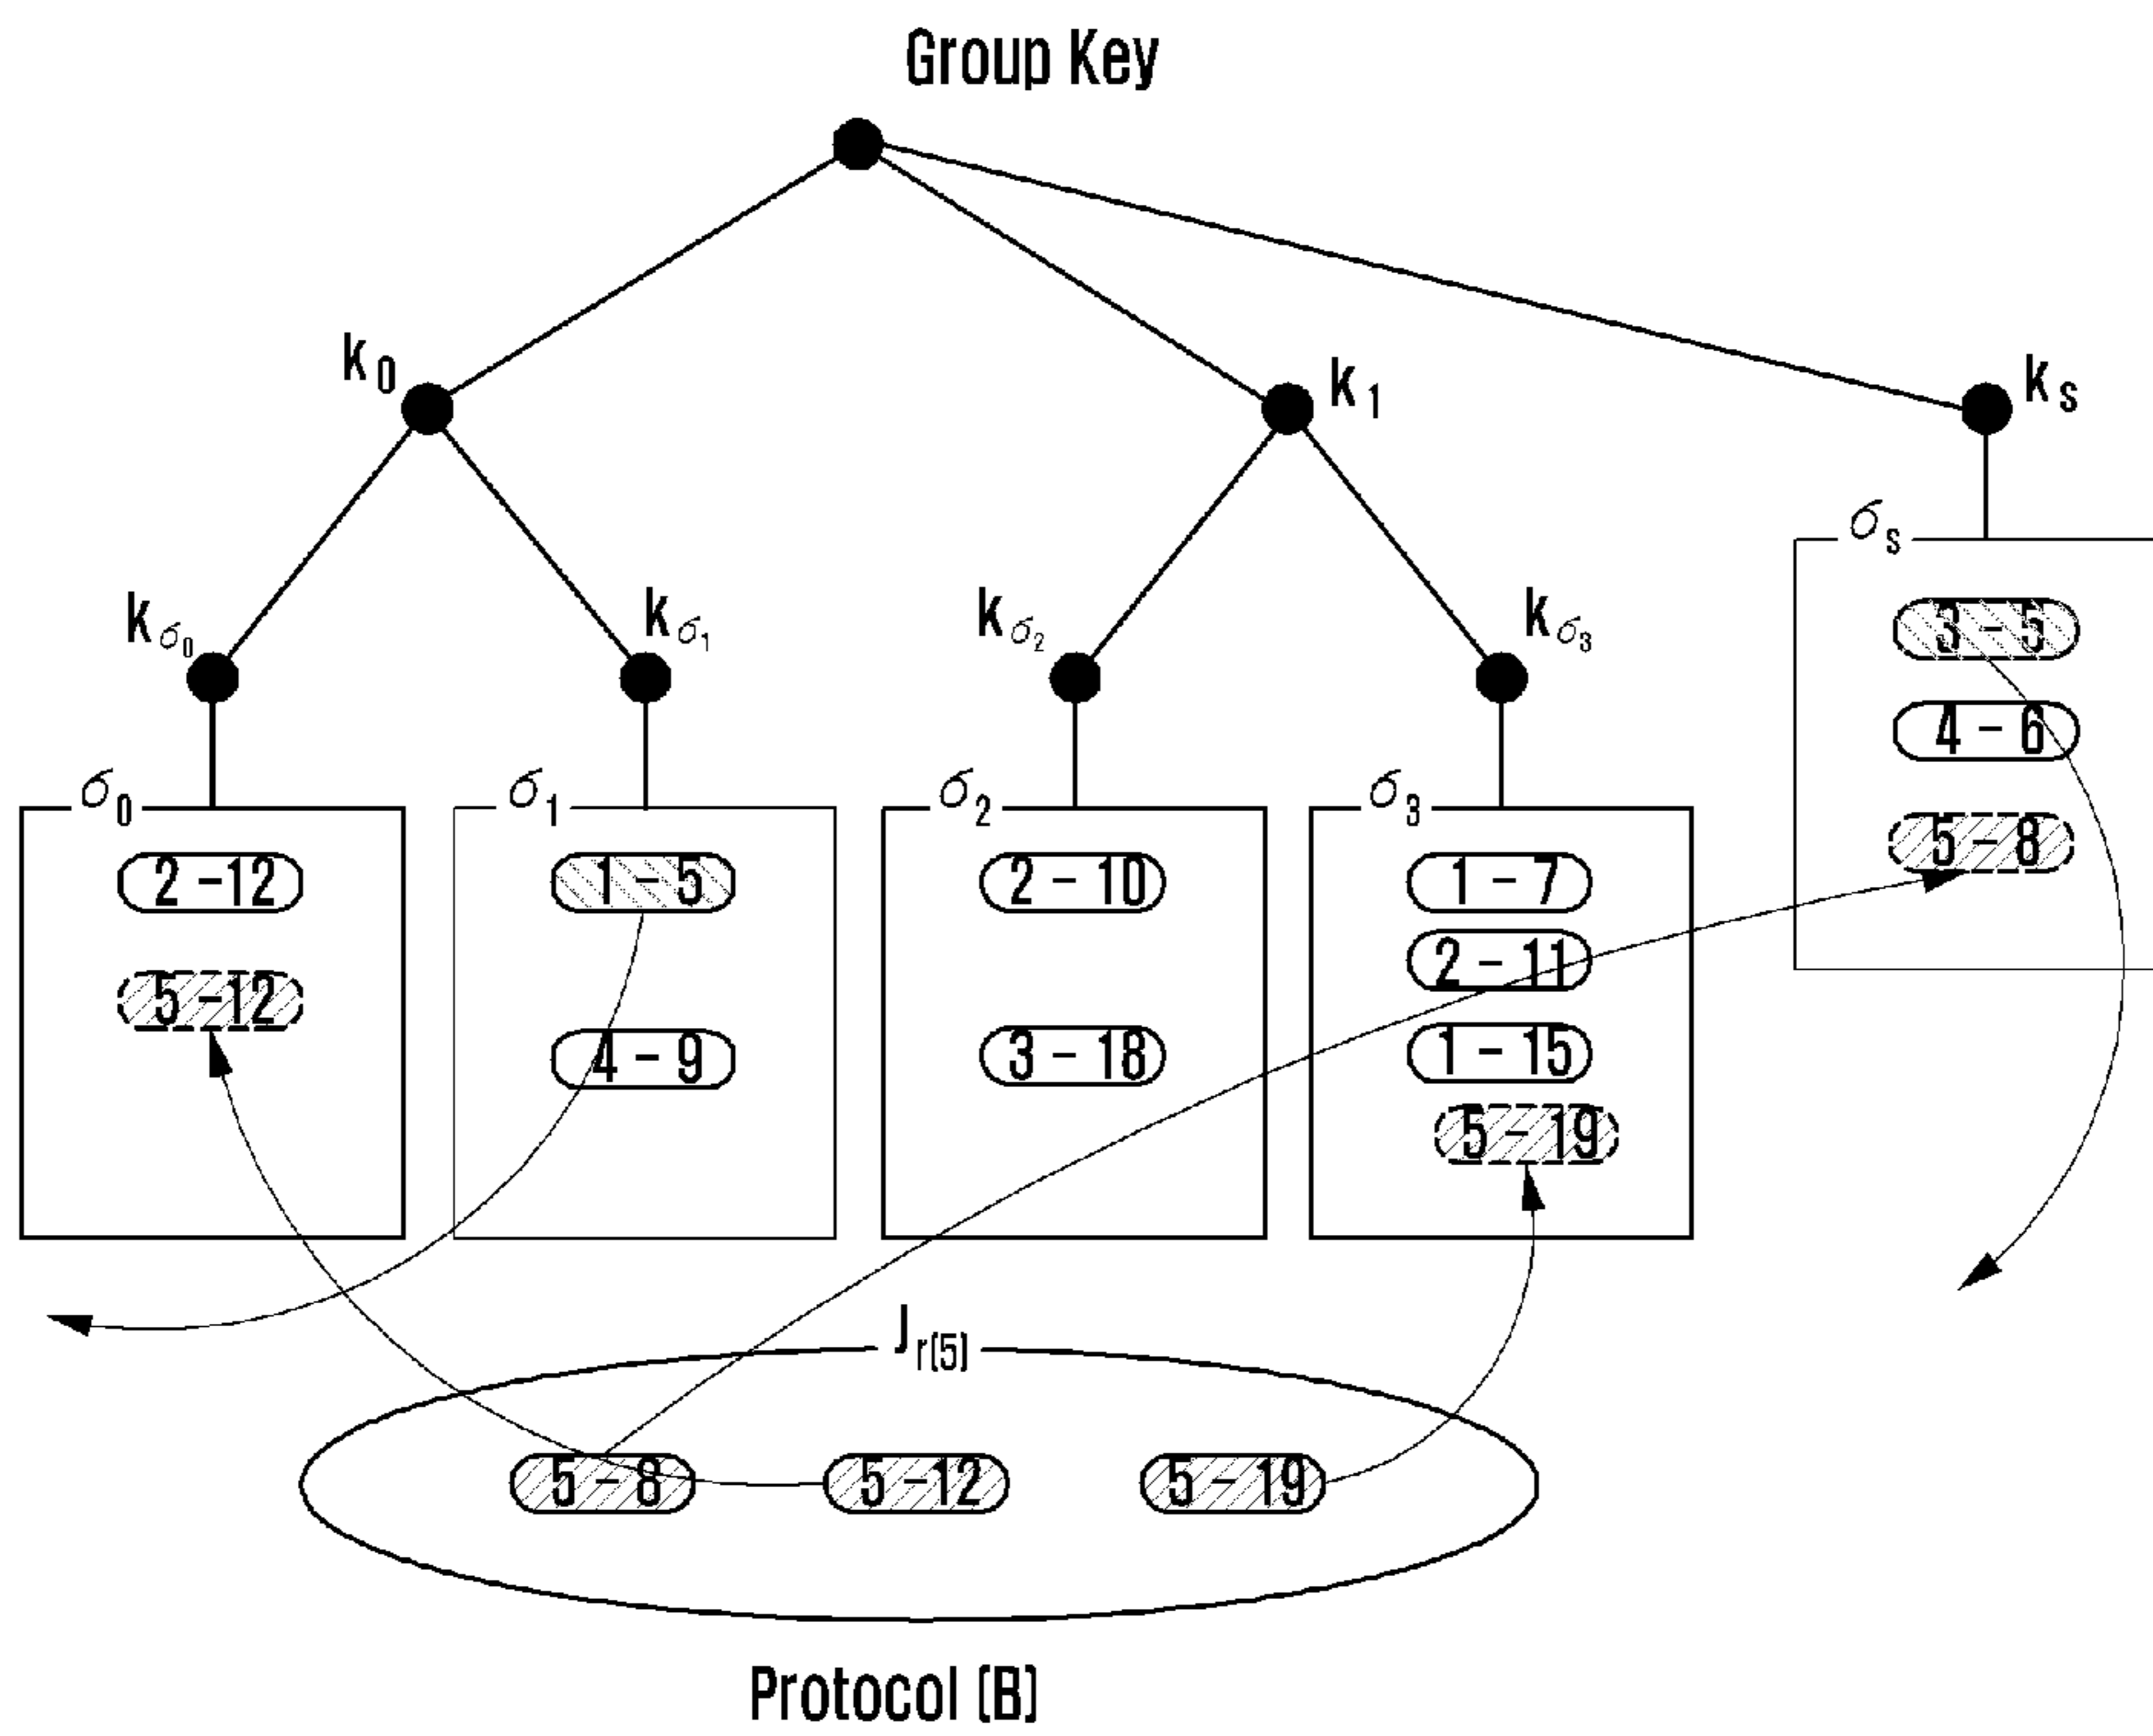 Group Key
k0
k1
ks
kσ0
kσ1
kσ2
kσ3
σs
3 – 5
4 – 6
5 – 8
σ0
σ1
σ2
σ3
2 –12
1 – 5
2 – 10
1 – 7
2 – 11
5 –12
4 – 9
3 – 18
1 – 15
5 – 19
Jr(5)
5 – 8
5 –12
5 – 19
Protocol (B)